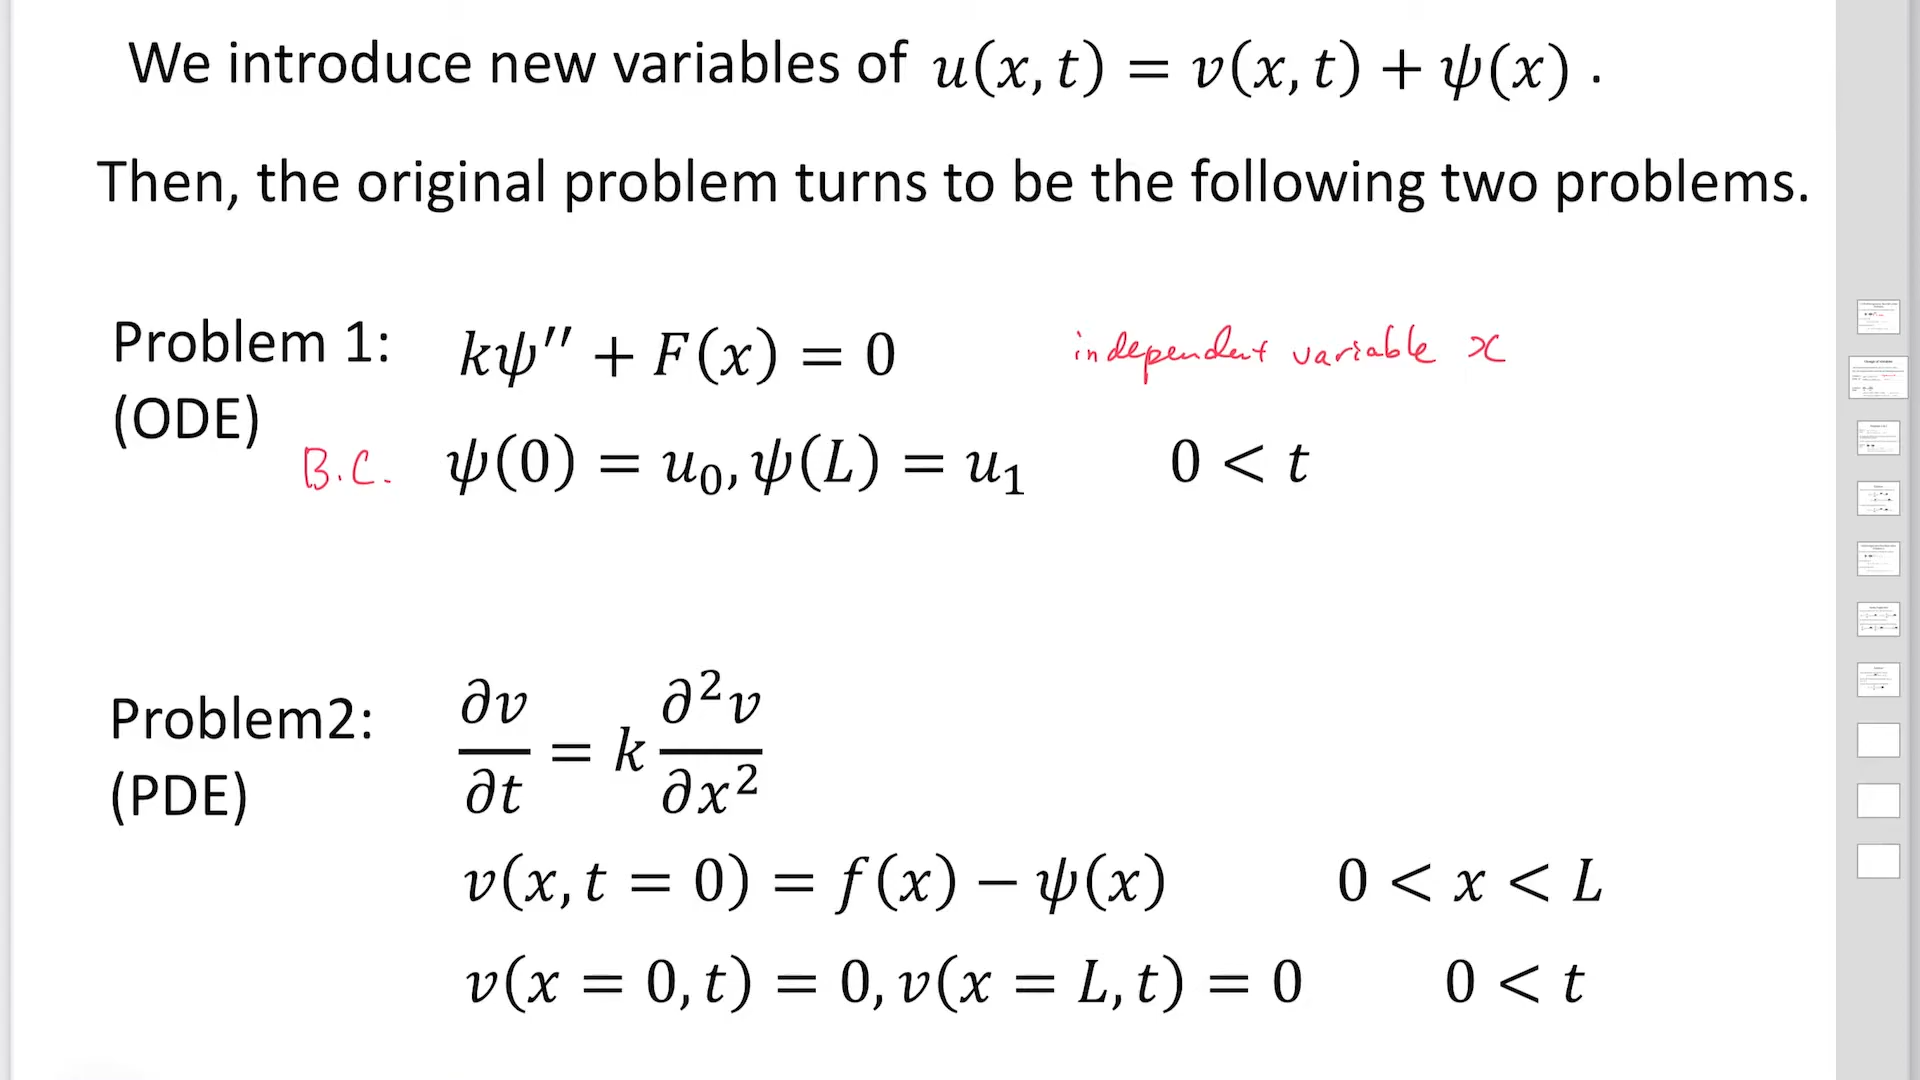 We introduce new variables of u(x, t) = v(x, t) + ψ(x) .
Then, the original problem turns to be the following two problems.
Problem 1: kψ′′ + F(x) = 0 independent variable x
(ODE)
B.C. ψ(0) = u₀, ψ(L) = u₁ 0 < t
Problem2: ∂v/∂t = k ∂²v/∂x²
(PDE)
v(x, t = 0) = f(x) − ψ(x) 0 < x < L
v(x = 0, t) = 0, v(x = L, t) = 0 0 < t